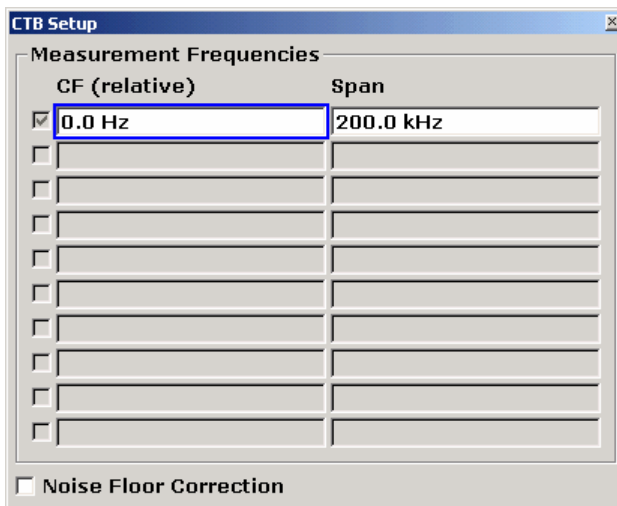 CTB Setup
Measurement Frequencies
CF (relative) Span
0.0 Hz 200.0 kHz
Noise Floor Correction